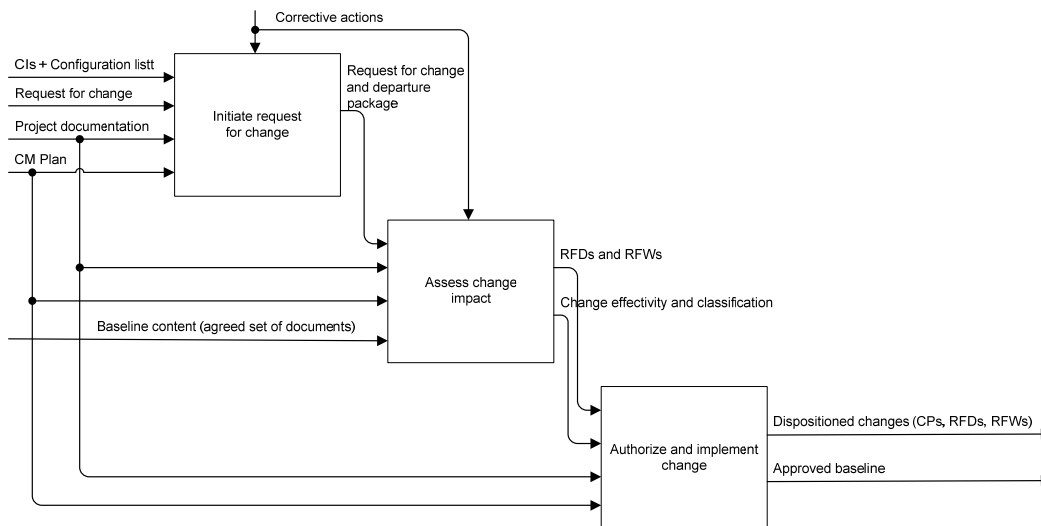 Corrective actions
CIs + Configuration listt
Request for change
Project documentation
CM Plan
Initiate request
for change
Request for change
and departure
package
Assess change
impact
Baseline content (agreed set of documents)
RFDs and RFWs
Change effectivity and classification
Authorize and implement
change
Dispositioned changes (CPs, RFDs, RFWs)
Approved baseline